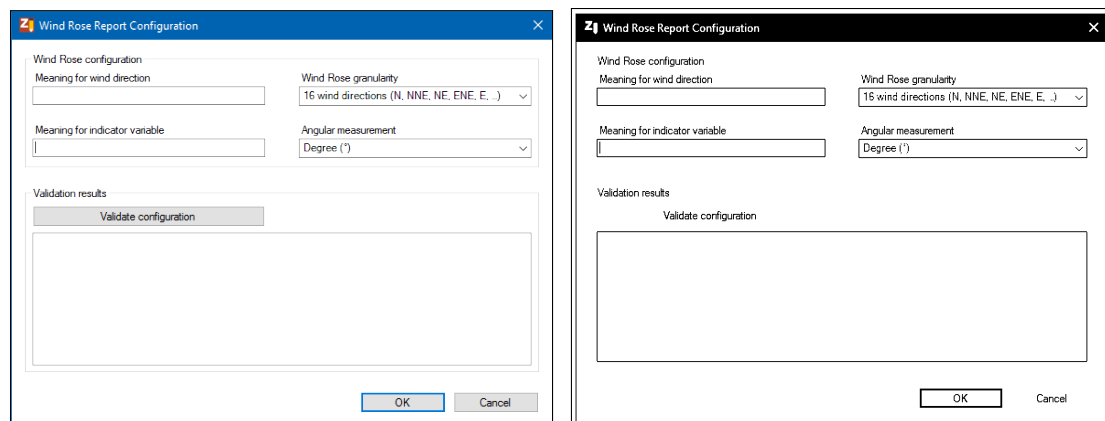 Wind Rose Report Configuration
Wind Rose configuration
Meaning for wind direction
Wind Rose granularity
16 wind directions (N, NNE, NE, ENE, E, ..)
Meaning for indicator variable
Angular measurement
Degree (°)
Validation results
Validate configuration
OK
Cancel
Wind Rose Report Configuration
Wind Rose configuration
Meaning for wind direction
Wind Rose granularity
16 wind directions (N, NNE, NE, ENE, E, ..)
Meaning for indicator variable
Angular measurement
Degree (°)
Validation results
Validate configuration
OK
Cancel